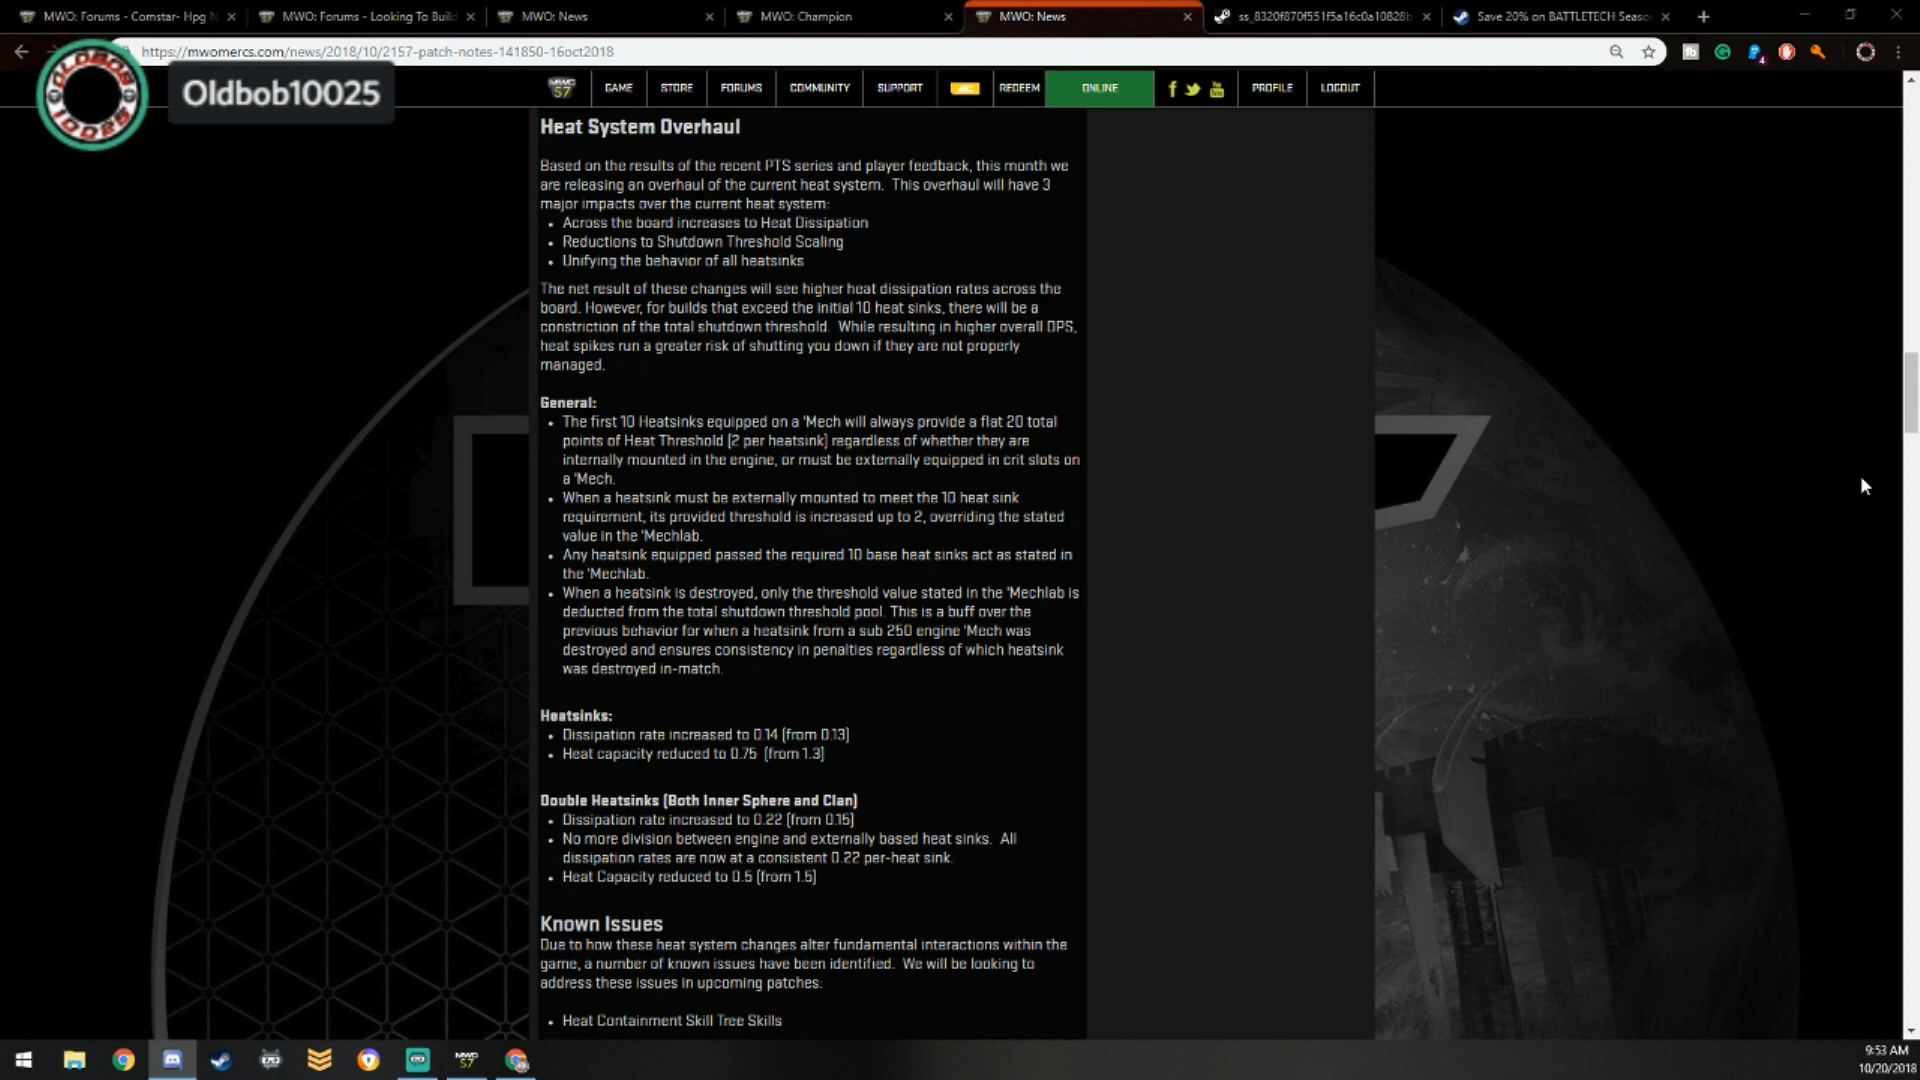 MWO: Forums - Comstar- Hpg N
MWO: Forums - Looking To Build
MWO: News
MWO: Champion
MWO: News
ss_8320f870f551f5a16c0a10828b
Save 20% on BATTLETECH Seaso
https://mwomercs.com/news/2018/10/2157-patch-notes-141850-16oct2018
OLDBOB
10025
Oldbob10025
MWO
S7
GAME
STORE
FORUMS
COMMUNITY
SUPPORT
REDEEM
ONLINE
PROFILE
LOGOUT
Heat System Overhaul
Based on the results of the recent PTS series and player feedback, this month we
are releasing an overhaul of the current heat system. This overhaul will have 3
major impacts over the current heat system:
• Across the board increases to Heat Dissipation
• Reductions to Shutdown Threshold Scaling
• Unifying the behavior of all heatsinks
The net result of these changes will see higher heat dissipation rates across the
board. However, for builds that exceed the initial 10 heat sinks, there will be a
constriction of the total shutdown threshold. While resulting in higher overall DPS,
heat spikes run a greater risk of shutting you down if they are not properly
managed.
General:
• The first 10 Heatsinks equipped on a 'Mech will always provide a flat 20 total
points of Heat Threshold (2 per heatsink) regardless of whether they are
internally mounted in the engine, or must be externally equipped in crit slots on
a 'Mech.
• When a heatsink must be externally mounted to meet the 10 heat sink
requirement, its provided threshold is increased up to 2, overriding the stated
value in the 'Mechlab.
• Any heatsink equipped passed the required 10 base heat sinks act as stated in
the 'Mechlab.
• When a heatsink is destroyed, only the threshold value stated in the 'Mechlab is
deducted from the total shutdown threshold pool. This is a buff over the
previous behavior for when a heatsink from a sub 250 engine 'Mech was
destroyed and ensures consistency in penalties regardless of which heatsink
was destroyed in-match.
Heatsinks:
• Dissipation rate increased to 0.14 (from 0.13)
• Heat capacity reduced to 0.75 (from 1.3)
Double Heatsinks (Both Inner Sphere and Clan)
• Dissipation rate increased to 0.22 (from 0.15)
• No more division between engine and externally based heat sinks. All
dissipation rates are now at a consistent 0.22 per-heat sink.
• Heat Capacity reduced to 0.5 (from 1.5)
Known Issues
Due to how these heat system changes alter fundamental interactions within the
game, a number of known issues have been identified. We will be looking to
address these issues in upcoming patches:
• Heat Containment Skill Tree Skills
MWO
S7
9:53 AM
10/20/2018